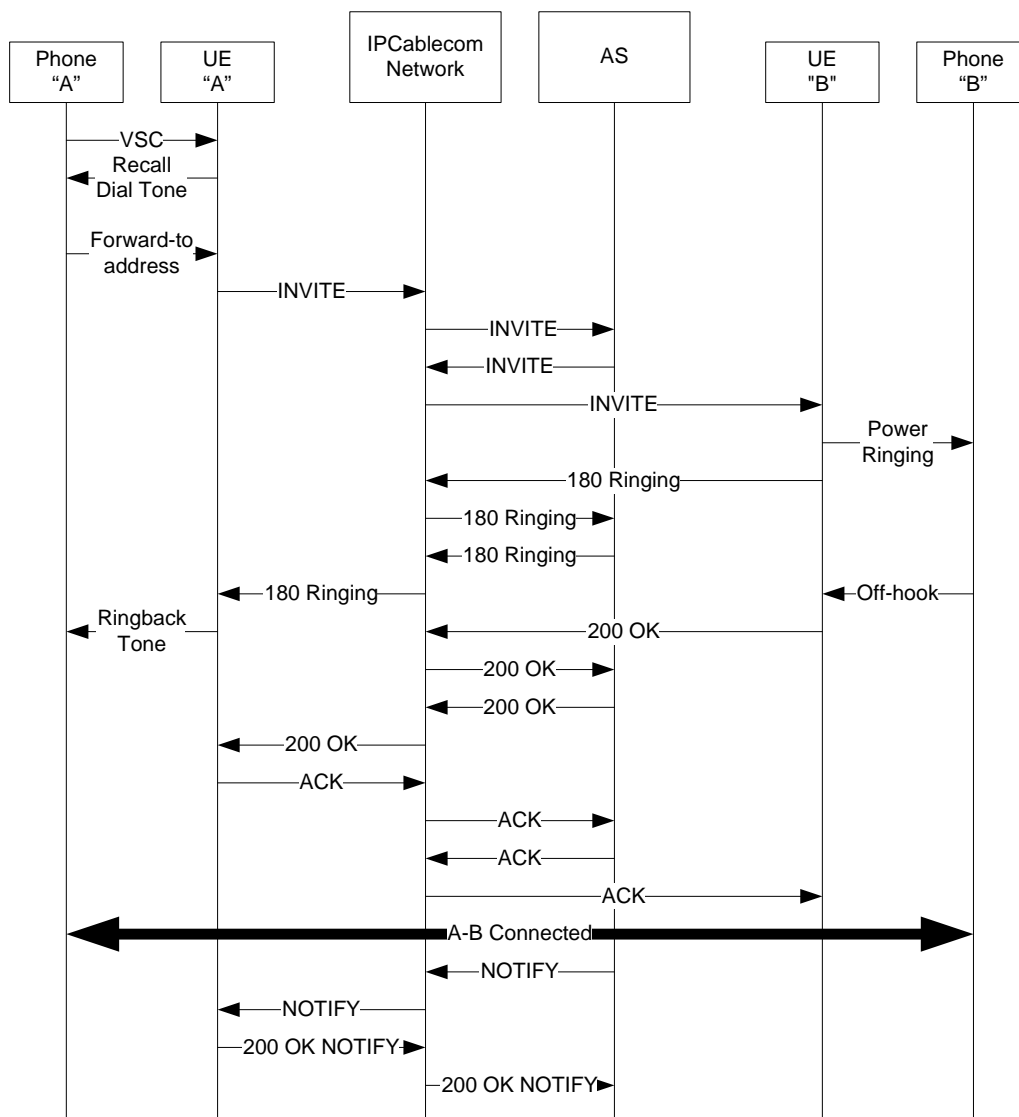 Phone
“A”
UE
“A”
IPCablecom
Network
AS
UE
"B"
Phone
“B”
VSC
Recall
Dial Tone
Forward-to
address
INVITE
INVITE
INVITE
INVITE
Power
Ringing
180 Ringing
180 Ringing
180 Ringing
180 Ringing
Off-hook
Ringback
Tone
200 OK
200 OK
200 OK
200 OK
ACK
ACK
ACK
ACK
A-B Connected
NOTIFY
NOTIFY
200 OK NOTIFY
200 OK NOTIFY